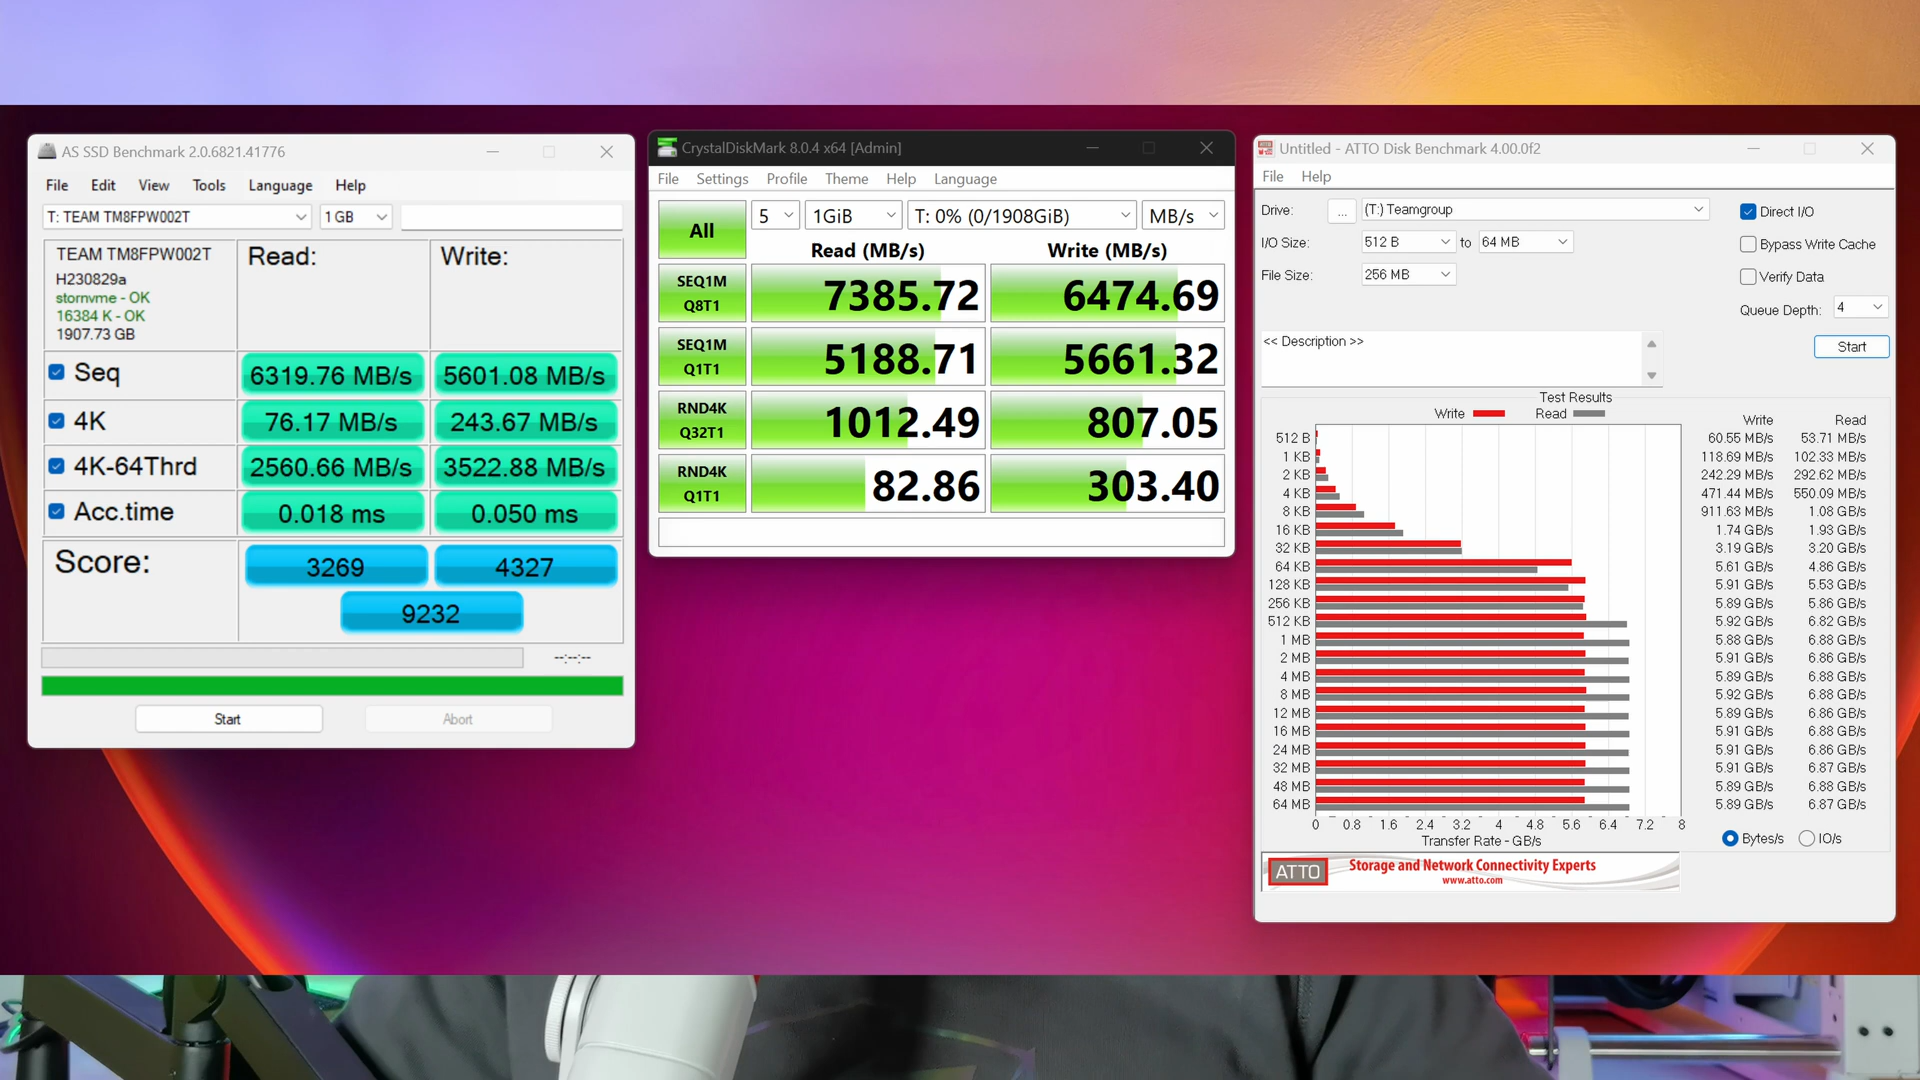 AS SSD Benchmark 2.0.6821.41776
File Edit View Tools Language Help
T: TEAM TM8FPW002T 1 GB
TEAM TM8FPW002T
H230829a
stornvme - OK
16384 K - OK
1907.73 GB
Read: Write:
Seq 6319.76 MB/s 5601.08 MB/s
4K 76.17 MB/s 243.67 MB/s
4K-64Thrd 2560.66 MB/s 3522.88 MB/s
Acc.time 0.018 ms 0.050 ms
Score: 3269 4327
9232
--:--:--
Start Abort
CrystalDiskMark 8.0.4 x64 [Admin]
File Settings Profile Theme Help Language
All 5 1GiB T: 0% (0/1908GiB) MB/s
Read (MB/s) Write (MB/s)
SEQ1M
Q8T1
7385.72 6474.69
SEQ1M
Q1T1
5188.71 5661.32
RND4K
Q32T1
1012.49 807.05
RND4K
Q1T1
82.86 303.40
Untitled - ATTO Disk Benchmark 4.00.0f2
File Help
Drive: ... (T:) Teamgroup
I/O Size: 512 B to 64 MB
File Size: 256 MB
Direct I/O
Bypass Write Cache
Verify Data
Queue Depth: 4
<< Description >>
Start
Test Results
Write Read
Write Read
512 B 60.55 MB/s 53.71 MB/s
1 KB 118.69 MB/s 102.33 MB/s
2 KB 242.29 MB/s 292.62 MB/s
4 KB 471.44 MB/s 550.09 MB/s
8 KB 911.63 MB/s 1.08 GB/s
16 KB 1.74 GB/s 1.93 GB/s
32 KB 3.19 GB/s 3.20 GB/s
64 KB 5.61 GB/s 4.86 GB/s
128 KB 5.91 GB/s 5.53 GB/s
256 KB 5.89 GB/s 5.86 GB/s
512 KB 5.92 GB/s 6.82 GB/s
1 MB 5.88 GB/s 6.88 GB/s
2 MB 5.91 GB/s 6.86 GB/s
4 MB 5.89 GB/s 6.88 GB/s
8 MB 5.92 GB/s 6.88 GB/s
12 MB 5.89 GB/s 6.86 GB/s
16 MB 5.91 GB/s 6.88 GB/s
24 MB 5.91 GB/s 6.86 GB/s
32 MB 5.91 GB/s 6.87 GB/s
48 MB 5.89 GB/s 6.88 GB/s
64 MB 5.89 GB/s 6.87 GB/s
0 0.8 1.6 2.4 3.2 4 4.8 5.6 6.4 7.2 8
Transfer Rate - GB/s
Bytes/s IO/s
ATTO
Storage and Network Connectivity Experts
www.atto.com